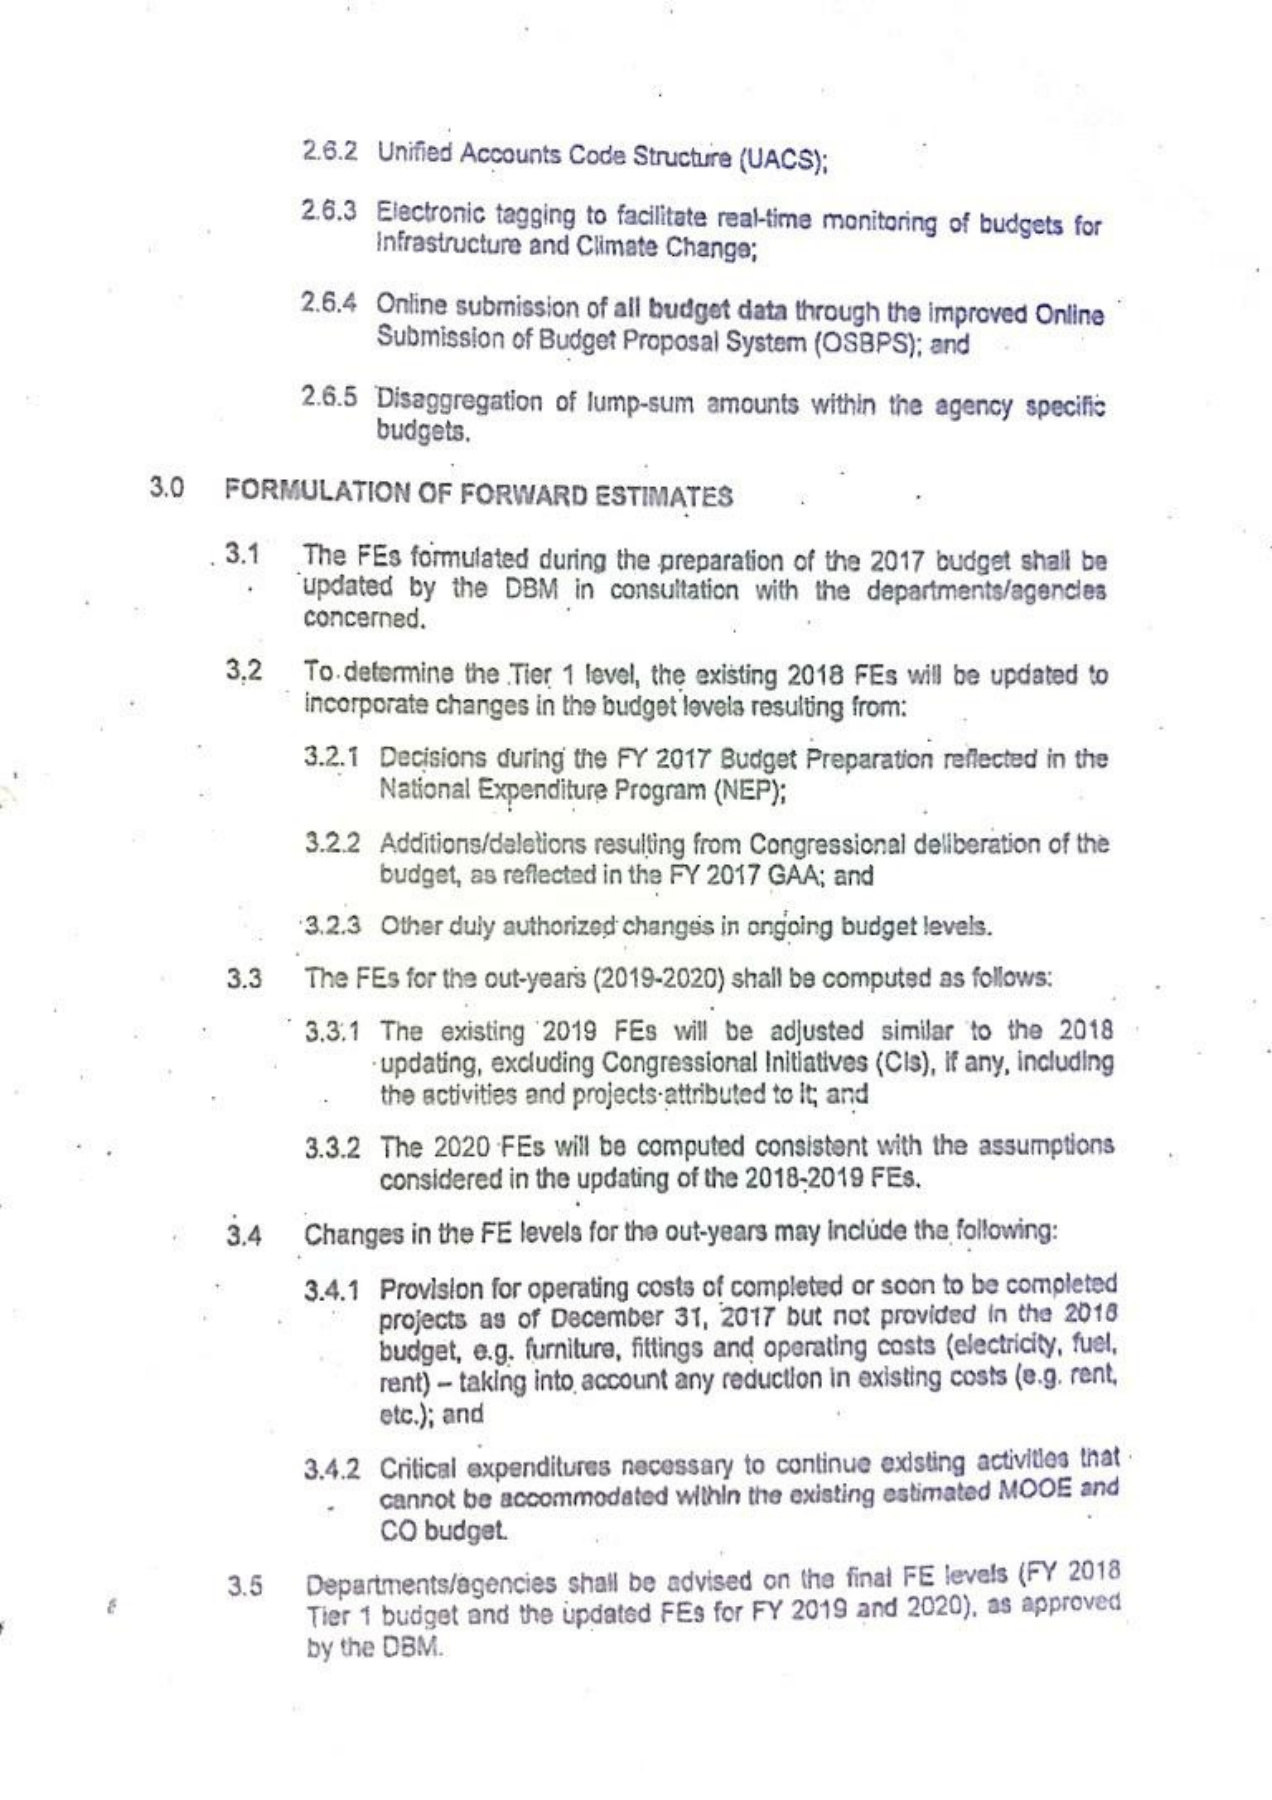 2.6.2 Unified Accounts Code Structure (UACS);
2.6.3 Electronic tagging to facilitate real-time monitoring of budgets for
Infrastructure and Climate Change;
2.6.4 Online submission of all budget data through the improved Online
Submission of Budget Proposal System (OSBPS); and
2.6.5 Disaggregation of lump-sum amounts within the agency specific
budgets.
3.0 FORMULATION OF FORWARD ESTIMATES
3.1 The FEs formulated during the preparation of the 2017 budget shall be
updated by the DBM in consultation with the departments/agencies
concerned.
3.2 To determine the Tier 1 level, the existing 2018 FEs will be updated to
incorporate changes in the budget levels resulting from:
3.2.1 Decisions during the FY 2017 Budget Preparation reflected in the
National Expenditure Program (NEP);
3.2.2 Additions/deletions resulting from Congressional deliberation of the
budget, as reflected in the FY 2017 GAA; and
3.2.3 Other duly authorized changes in ongoing budget levels.
3.3 The FEs for the out-years (2019-2020) shall be computed as follows:
3.3.1 The existing 2019 FEs will be adjusted similar to the 2018
updating, excluding Congressional Initiatives (CIs), if any, including
the activities and projects attributed to it; and
3.3.2 The 2020 FEs will be computed consistent with the assumptions
considered in the updating of the 2018-2019 FEs.
3.4 Changes in the FE levels for the out-years may include the following:
3.4.1 Provision for operating costs of completed or soon to be completed
projects as of December 31, 2017 but not provided in the 2018
budget, e.g. furniture, fittings and operating costs (electricity, fuel,
rent) – taking into account any reduction in existing costs (e.g. rent,
etc.); and
3.4.2 Critical expenditures necessary to continue existing activities that
cannot be accommodated within the existing estimated MOOE and
CO budget.
3.5 Departments/agencies shall be advised on the final FE levels (FY 2018
Tier 1 budget and the updated FEs for FY 2019 and 2020), as approved
by the DBM.